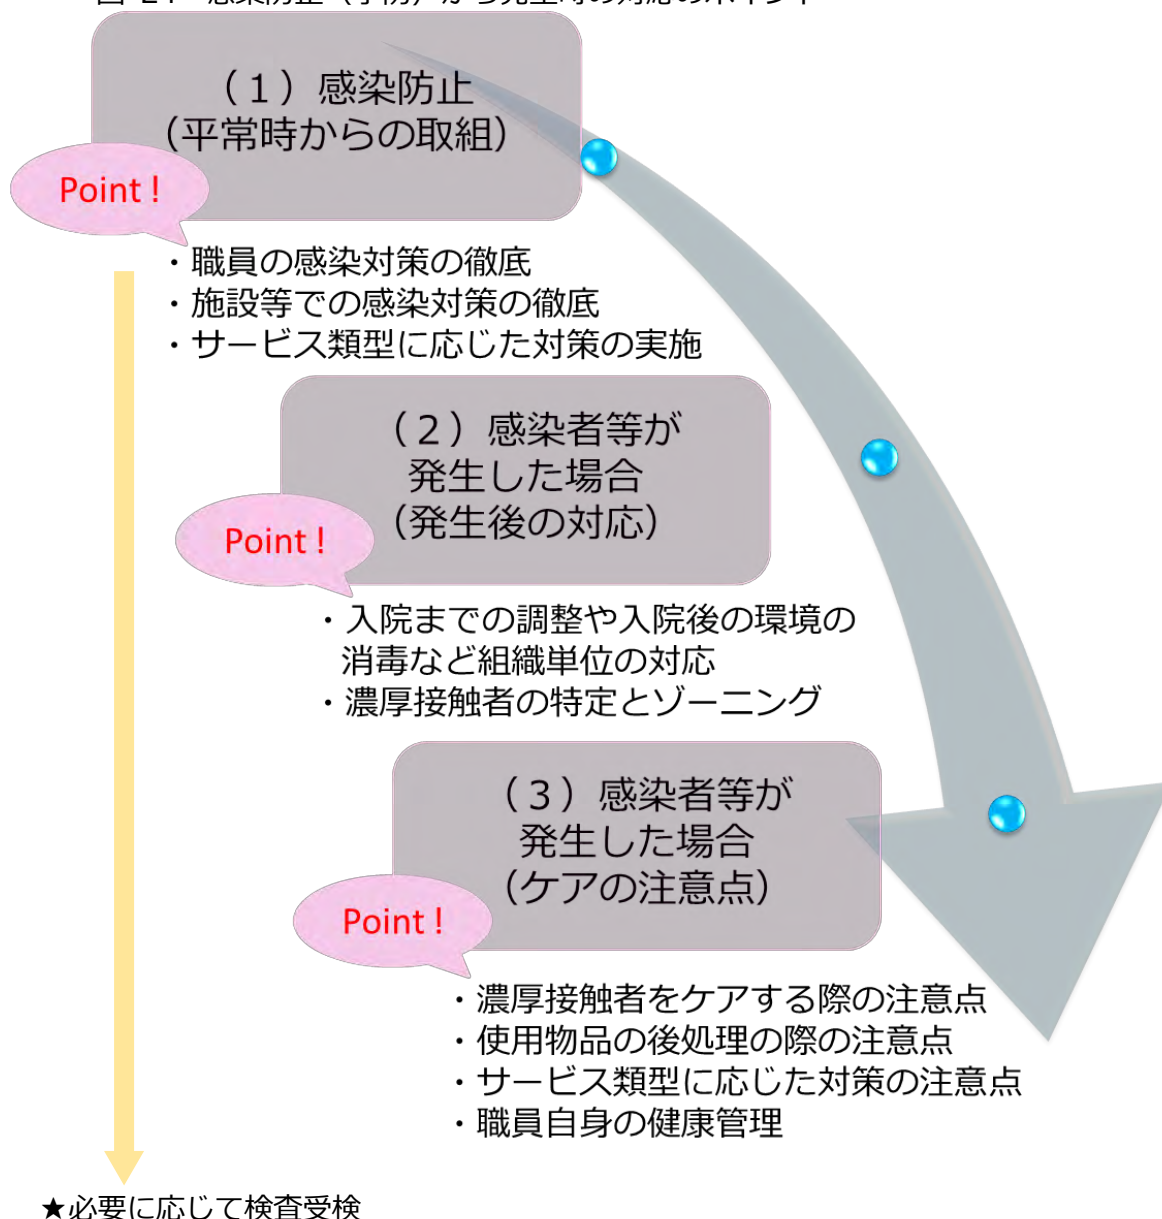 （１）感染防止
（平常時からの取組）
Point！
・職員の感染対策の徹底
・施設等での感染対策の徹底
・サービス類型に応じた対策の実施
（２）感染者等が
発生した場合
（発生後の対応）
Point！
・入院までの調整や入院後の環境の
消毒など組織単位の対応
・濃厚接触者の特定とゾーニング
（３）感染者等が
発生した場合
（ケアの注意点）
Point！
・濃厚接触者をケアする際の注意点
・使用物品の後処理の際の注意点
・サービス類型に応じた対策の注意点
・職員自身の健康管理
★必要に応じて検査受検